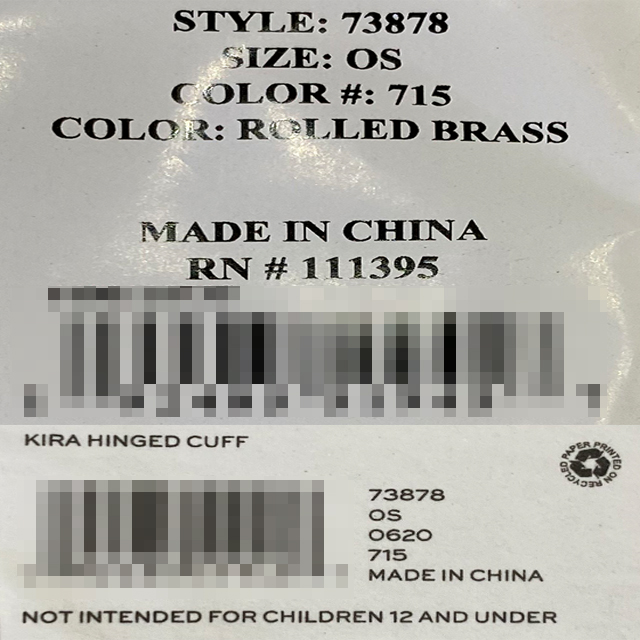 STYLE: 73878
SIZE: OS
COLOR #: 715
COLOR: ROLLED BRASS
MADE IN CHINA
RN # 111395
KIRA HINGED CUFF
PAPER PRINTED ON RECYCLED
73878
OS
0620
715
MADE IN CHINA
NOT INTENDED FOR CHILDREN 12 AND UNDER